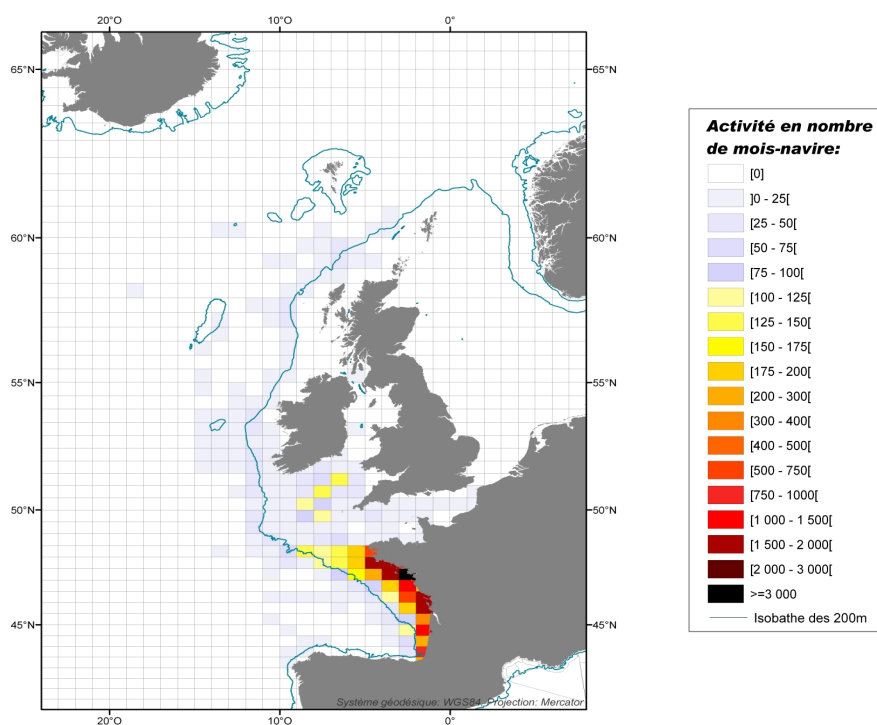 20°O 10°O 0°
65°N 65°N
60°N 60°N
55°N 55°N
50°N 50°N
45°N 45°N
Système géodésique: WGS84, Projection: Mercator
20°O 10°O 0°
Activité en nombre
de mois-navire:
[0]
]0 - 25[
[25 - 50[
[50 - 75[
[75 - 100[
[100 - 125[
[125 - 150[
[150 - 175[
[175 - 200[
[200 - 300[
[300 - 400[
[400 - 500[
[500 - 750[
[750 - 1000[
[1 000 - 1 500[
[1 500 - 2 000[
[2 000 - 3 000[
>=3 000
Isobathe des 200m